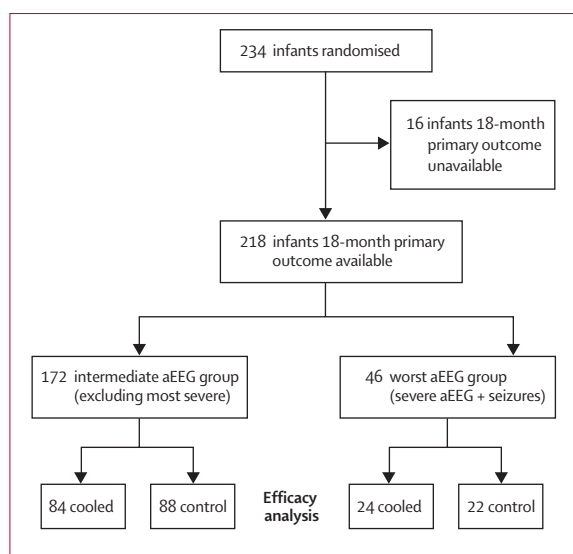 234 infants randomised
16 infants 18-month
primary outcome
unavailable
218 infants 18-month primary
outcome available
172 intermediate aEEG group
(excluding most severe)
46 worst aEEG group
(severe aEEG + seizures)
84 cooled
88 control
Efficacy
analysis
24 cooled
22 control